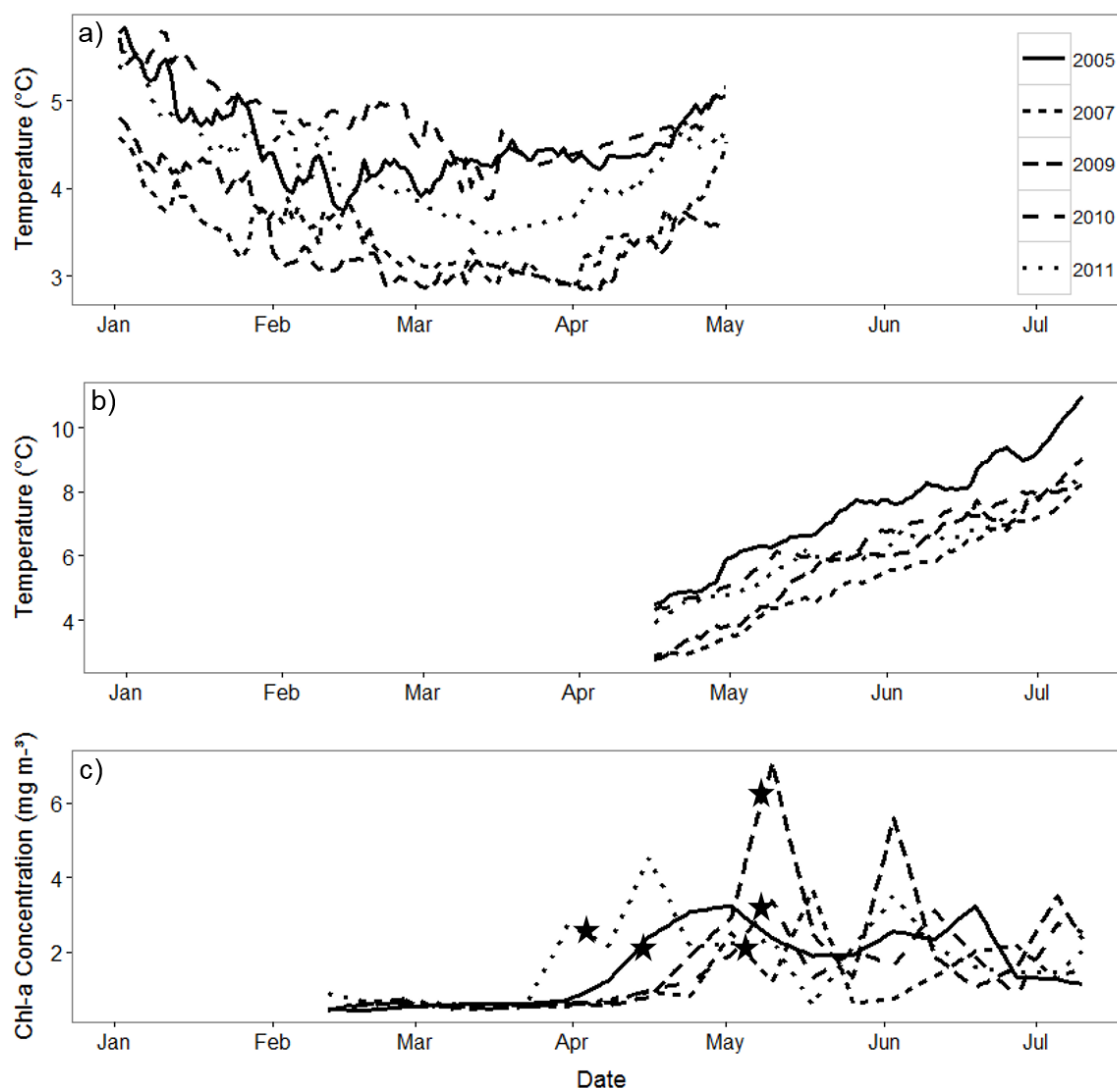 a)
Temperature (°C)
5
4
3
2005
2007
2009
2010
2011
Jan Feb Mar Apr May Jun Jul
b)
Temperature (°C)
10
8
6
4
Jan Feb Mar Apr May Jun Jul
c)
Chl-a Concentration (mg m-³)
6
4
2
Jan Feb Mar Apr May Jun Jul
Date